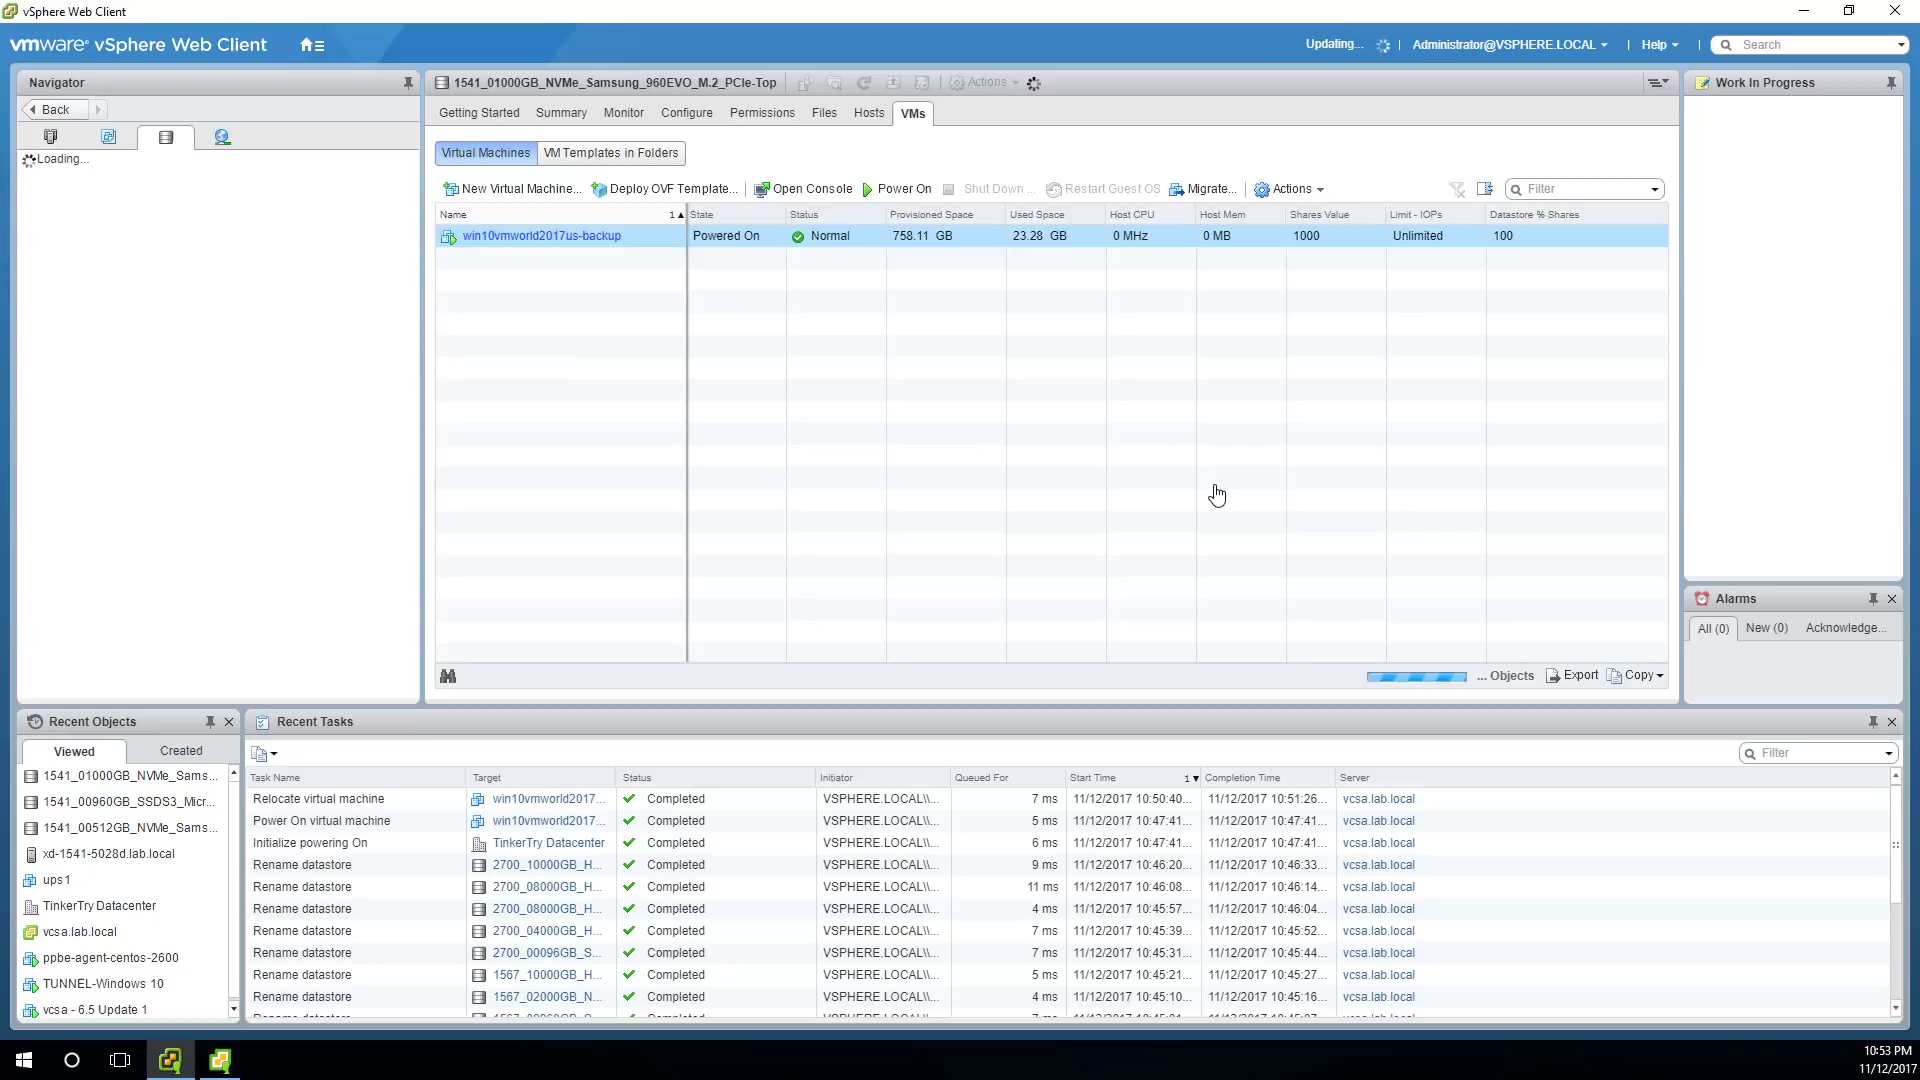 vSphere Web Client
vmware® vSphere Web Client
Updating...
Administrator@VSPHERE.LOCAL
Help
Search
Navigator
Back
Loading...
1541_01000GB_NVMe_Samsung_960EVO_M.2_PCIe-Top
Actions
Getting Started Summary Monitor Configure Permissions Files Hosts VMs
Virtual Machines VM Templates in Folders
New Virtual Machine... Deploy OVF Template... Open Console Power On Shut Down ... Restart Guest OS Migrate... Actions
Filter
Name 1 State Status Provisioned Space Used Space Host CPU Host Mem Shares Value Limit - IOPs Datastore % Shares
win10vmworld2017us-backup Powered On Normal 758.11 GB 23.28 GB 0 MHz 0 MB 1000 Unlimited 100
... Objects Export Copy
Work In Progress
Alarms
All (0) New (0) Acknowledge...
Recent Objects
Viewed Created
1541_01000GB_NVMe_Sams...
1541_00960GB_SSDS3_Micr...
1541_00512GB_NVMe_Sams...
xd-1541-5028d.lab.local
ups1
TinkerTry Datacenter
vcsa.lab.local
ppbe-agent-centos-2600
TUNNEL-Windows 10
vcsa - 6.5 Update 1
Recent Tasks
Filter
Task Name Target Status Initiator Queued For Start Time 1 Completion Time Server
Relocate virtual machine win10vmworld2017... Completed VSPHERE.LOCAL\\... 7 ms 11/12/2017 10:50:40... 11/12/2017 10:51:26... vcsa.lab.local
Power On virtual machine win10vmworld2017... Completed VSPHERE.LOCAL\\... 5 ms 11/12/2017 10:47:41... 11/12/2017 10:47:41... vcsa.lab.local
Initialize powering On TinkerTry Datacenter Completed VSPHERE.LOCAL\\... 6 ms 11/12/2017 10:47:41... 11/12/2017 10:47:41... vcsa.lab.local
Rename datastore 2700_10000GB_H... Completed VSPHERE.LOCAL\\... 9 ms 11/12/2017 10:46:20... 11/12/2017 10:46:33... vcsa.lab.local
Rename datastore 2700_08000GB_H... Completed VSPHERE.LOCAL\\... 11 ms 11/12/2017 10:46:08... 11/12/2017 10:46:14... vcsa.lab.local
Rename datastore 2700_08000GB_H... Completed VSPHERE.LOCAL\\... 4 ms 11/12/2017 10:45:57... 11/12/2017 10:46:04... vcsa.lab.local
Rename datastore 2700_04000GB_H... Completed VSPHERE.LOCAL\\... 7 ms 11/12/2017 10:45:39... 11/12/2017 10:45:52... vcsa.lab.local
Rename datastore 2700_00096GB_S... Completed VSPHERE.LOCAL\\... 7 ms 11/12/2017 10:45:31... 11/12/2017 10:45:44... vcsa.lab.local
Rename datastore 1567_10000GB_H... Completed VSPHERE.LOCAL\\... 5 ms 11/12/2017 10:45:21... 11/12/2017 10:45:27... vcsa.lab.local
Rename datastore 1567_02000GB_N... Completed VSPHERE.LOCAL\\... 4 ms 11/12/2017 10:45:10... 11/12/2017 10:45:16... vcsa.lab.local
10:53 PM
11/12/2017